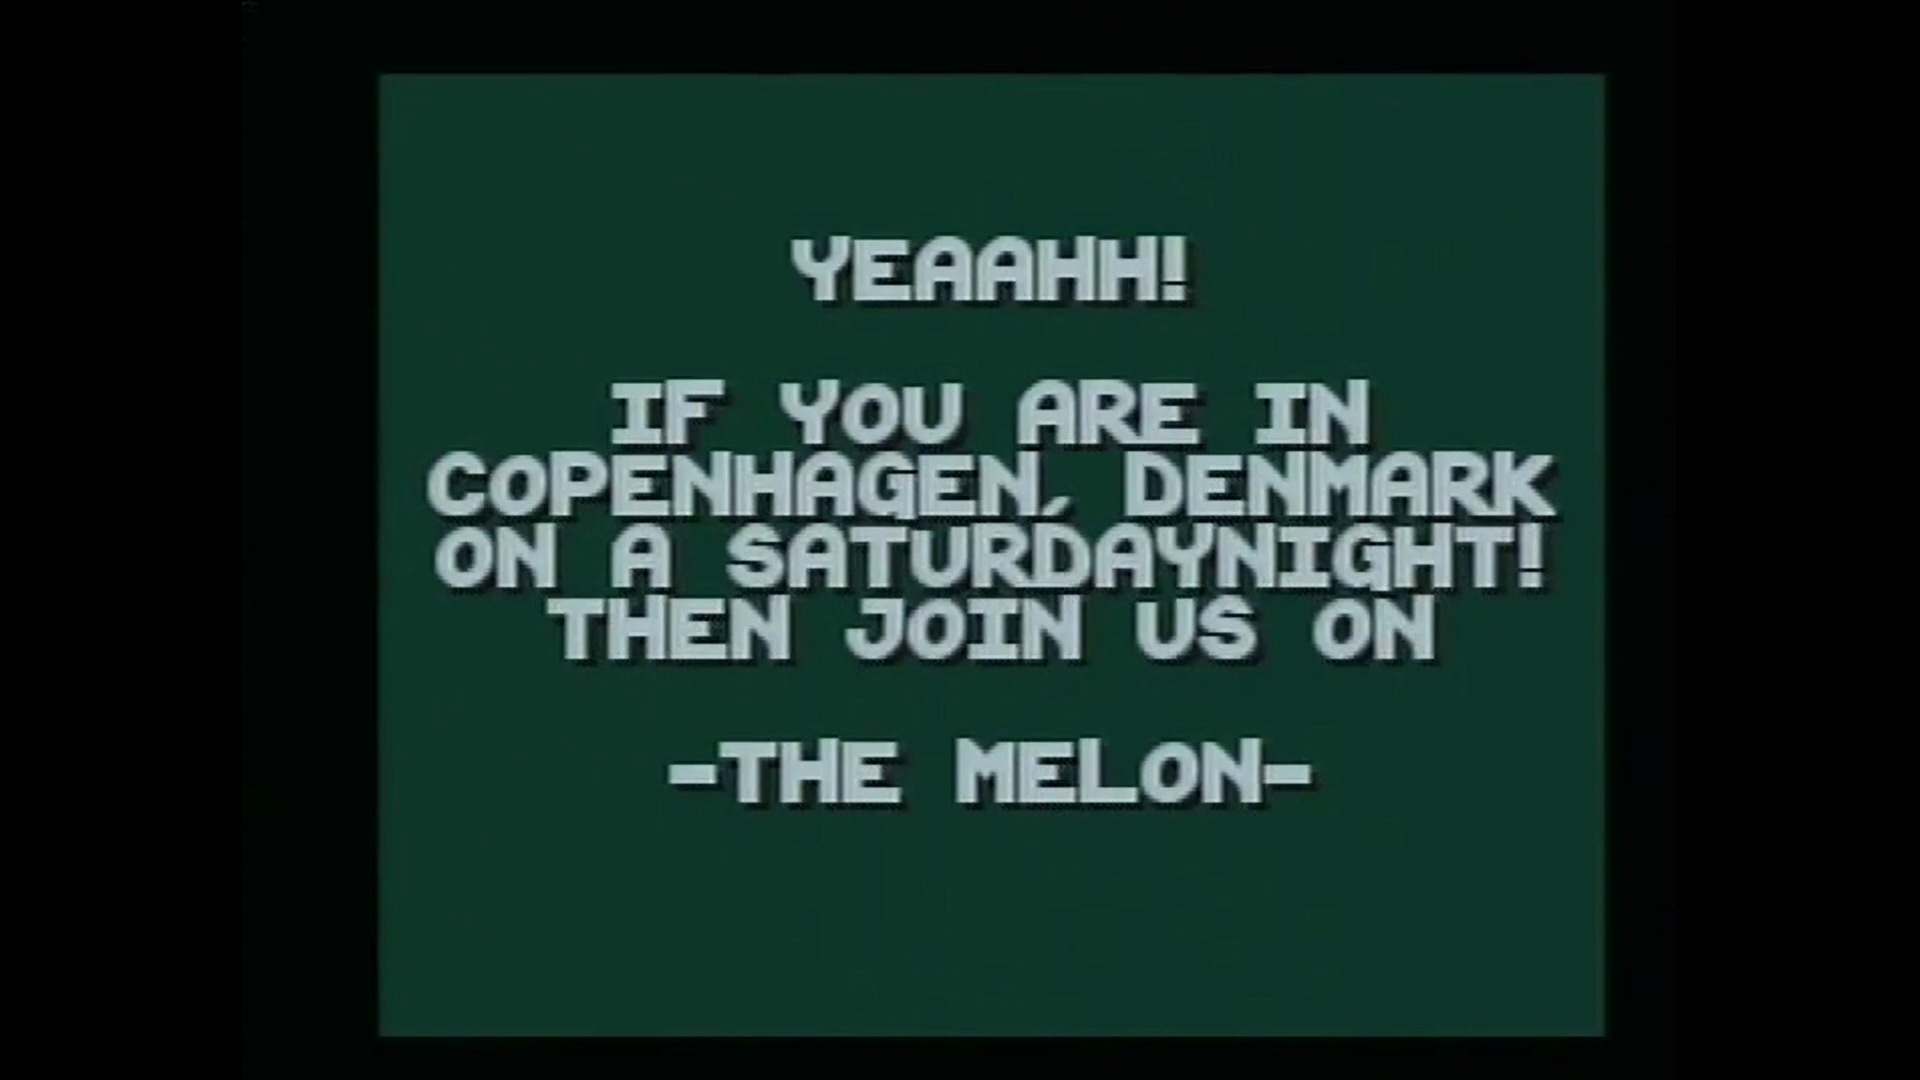 YEAAHH!
IF YOU ARE IN
COPENHAGEN, DENMARK
ON A SATURDAYNIGHT!
THEN JOIN US ON
-THE MELON-